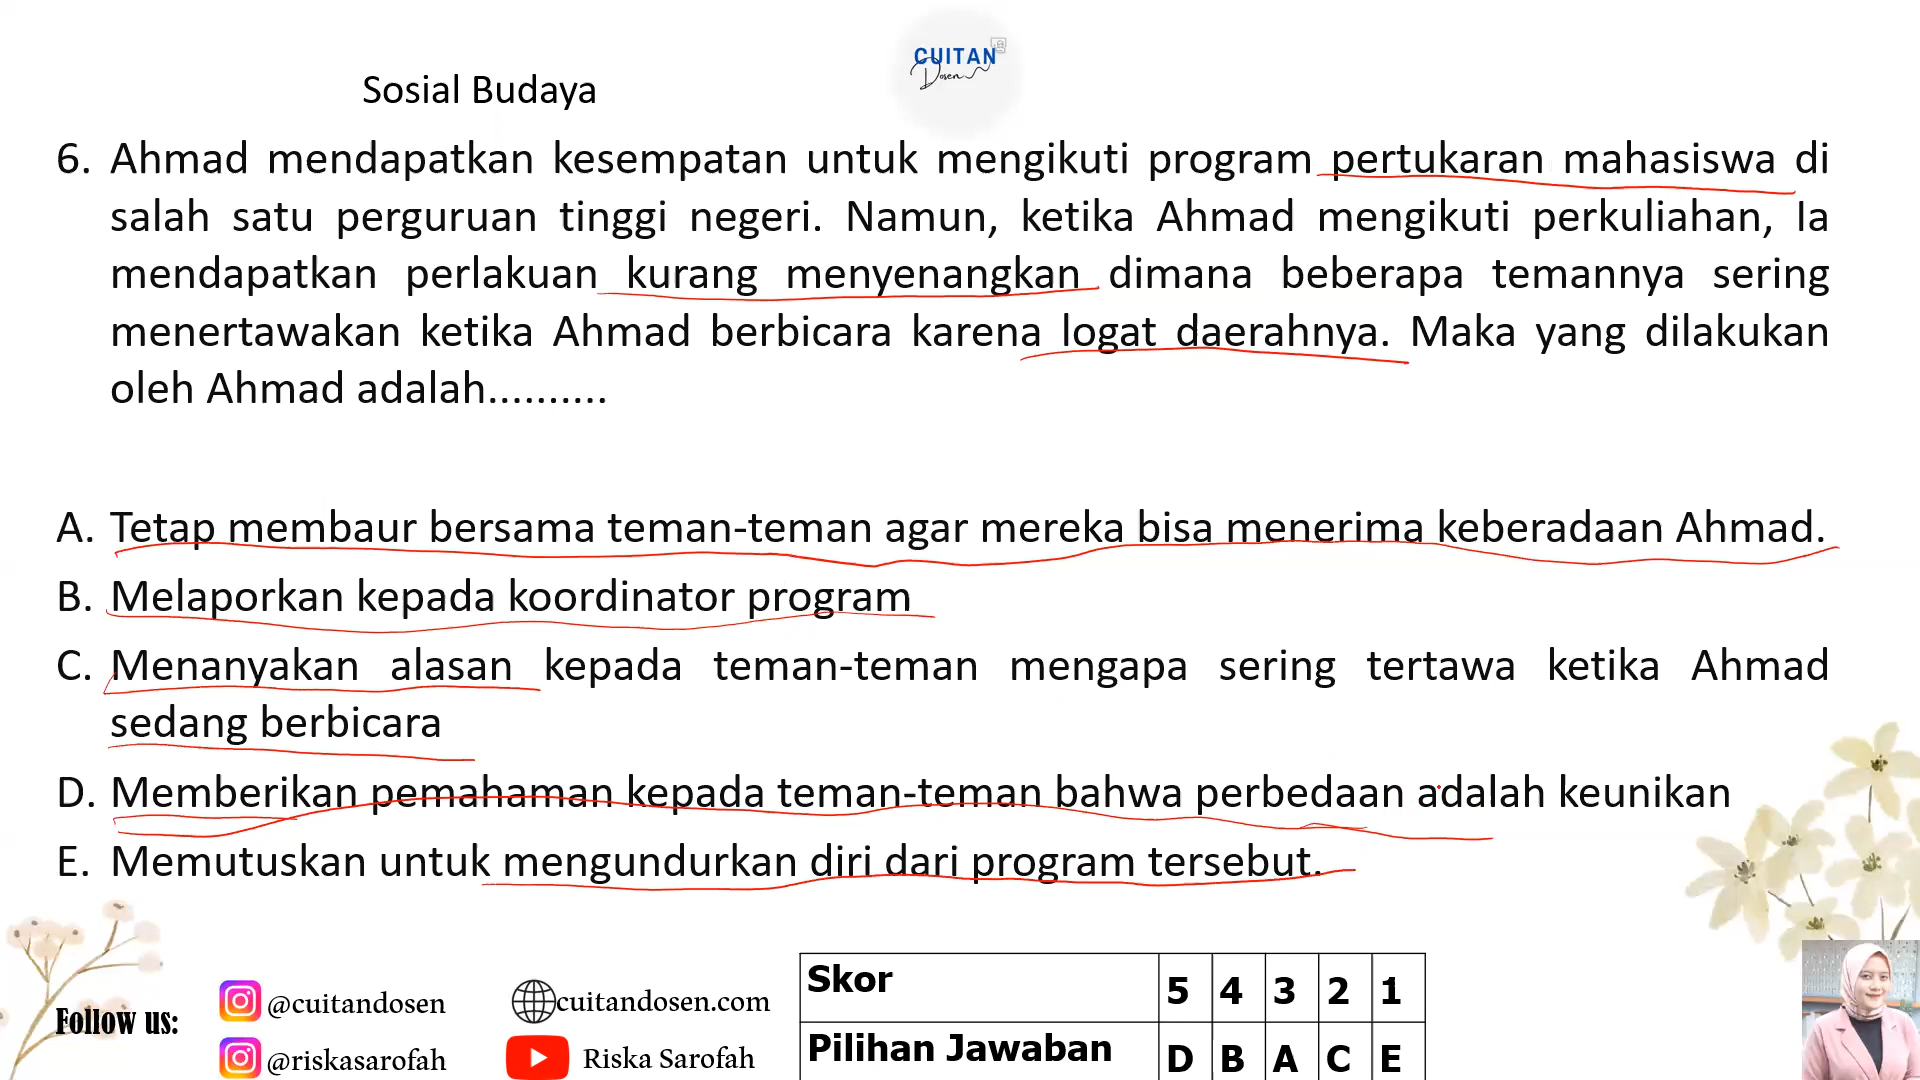 CUITAN
Dosen
Sosial Budaya
6. Ahmad mendapatkan kesempatan untuk mengikuti program pertukaran mahasiswa di
salah satu perguruan tinggi negeri. Namun, ketika Ahmad mengikuti perkuliahan, Ia
mendapatkan perlakuan kurang menyenangkan dimana beberapa temannya sering
menertawakan ketika Ahmad berbicara karena logat daerahnya. Maka yang dilakukan
oleh Ahmad adalah..........
A. Tetap membaur bersama teman-teman agar mereka bisa menerima keberadaan Ahmad.
B. Melaporkan kepada koordinator program
C. Menanyakan alasan kepada teman-teman mengapa sering tertawa ketika Ahmad
sedang berbicara
D. Memberikan pemahaman kepada teman-teman bahwa perbedaan adalah keunikan
E. Memutuskan untuk mengundurkan diri dari program tersebut.
Follow us:
@cuitandosen
cuitandosen.com
@riskasarofah
Riska Sarofah
Skor 5 4 3 2 1
Pilihan Jawaban D B A C E